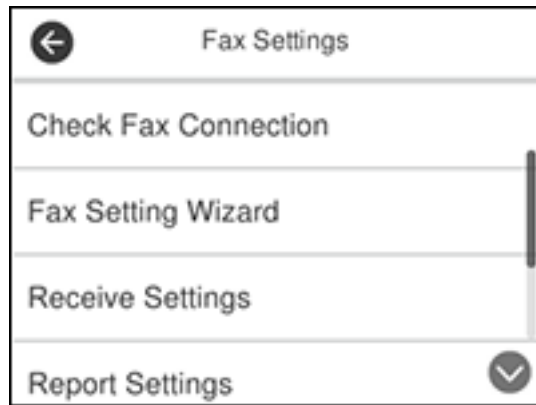 Fax Settings
Check Fax Connection
Fax Setting Wizard
Receive Settings
Report Settings